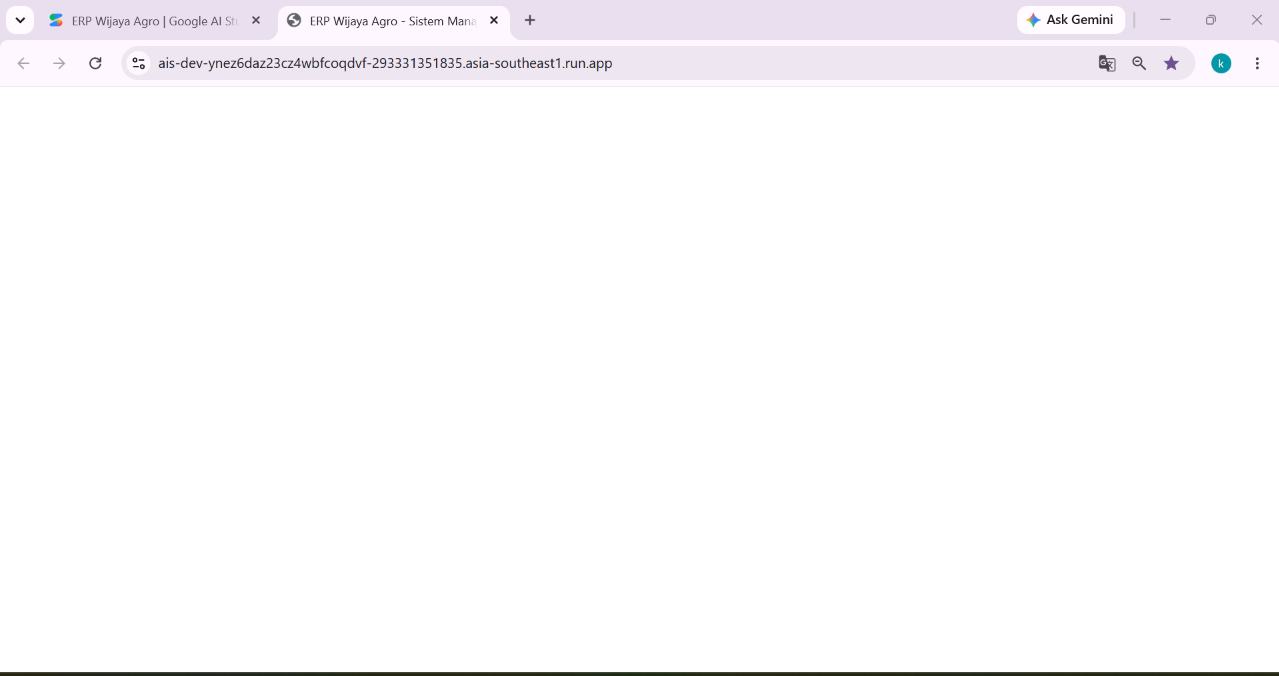 ERP Wijaya Agro | Google AI St
ERP Wijaya Agro - Sistem Mana
Ask Gemini
ais-dev-ynez6daz23cz4wbfcoqdvf-293331351835.asia-southeast1.run.app
k